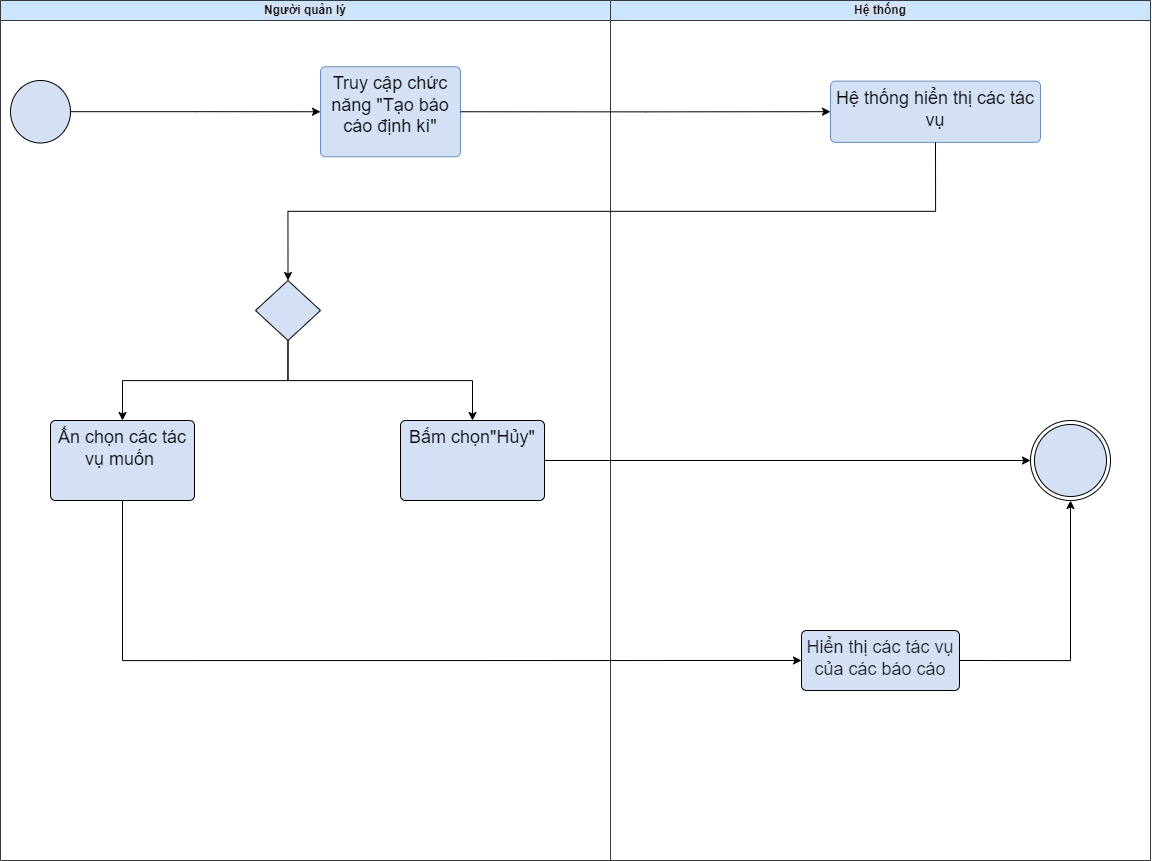 Người quản lý
Hệ thống
Truy cập chức
năng "Tạo báo
cáo định kì"
Hệ thống hiển thị các tác
vụ
Ấn chọn các tác
vụ muốn
Bấm chọn"Hủy"
Hiển thị các tác vụ
của các báo cáo